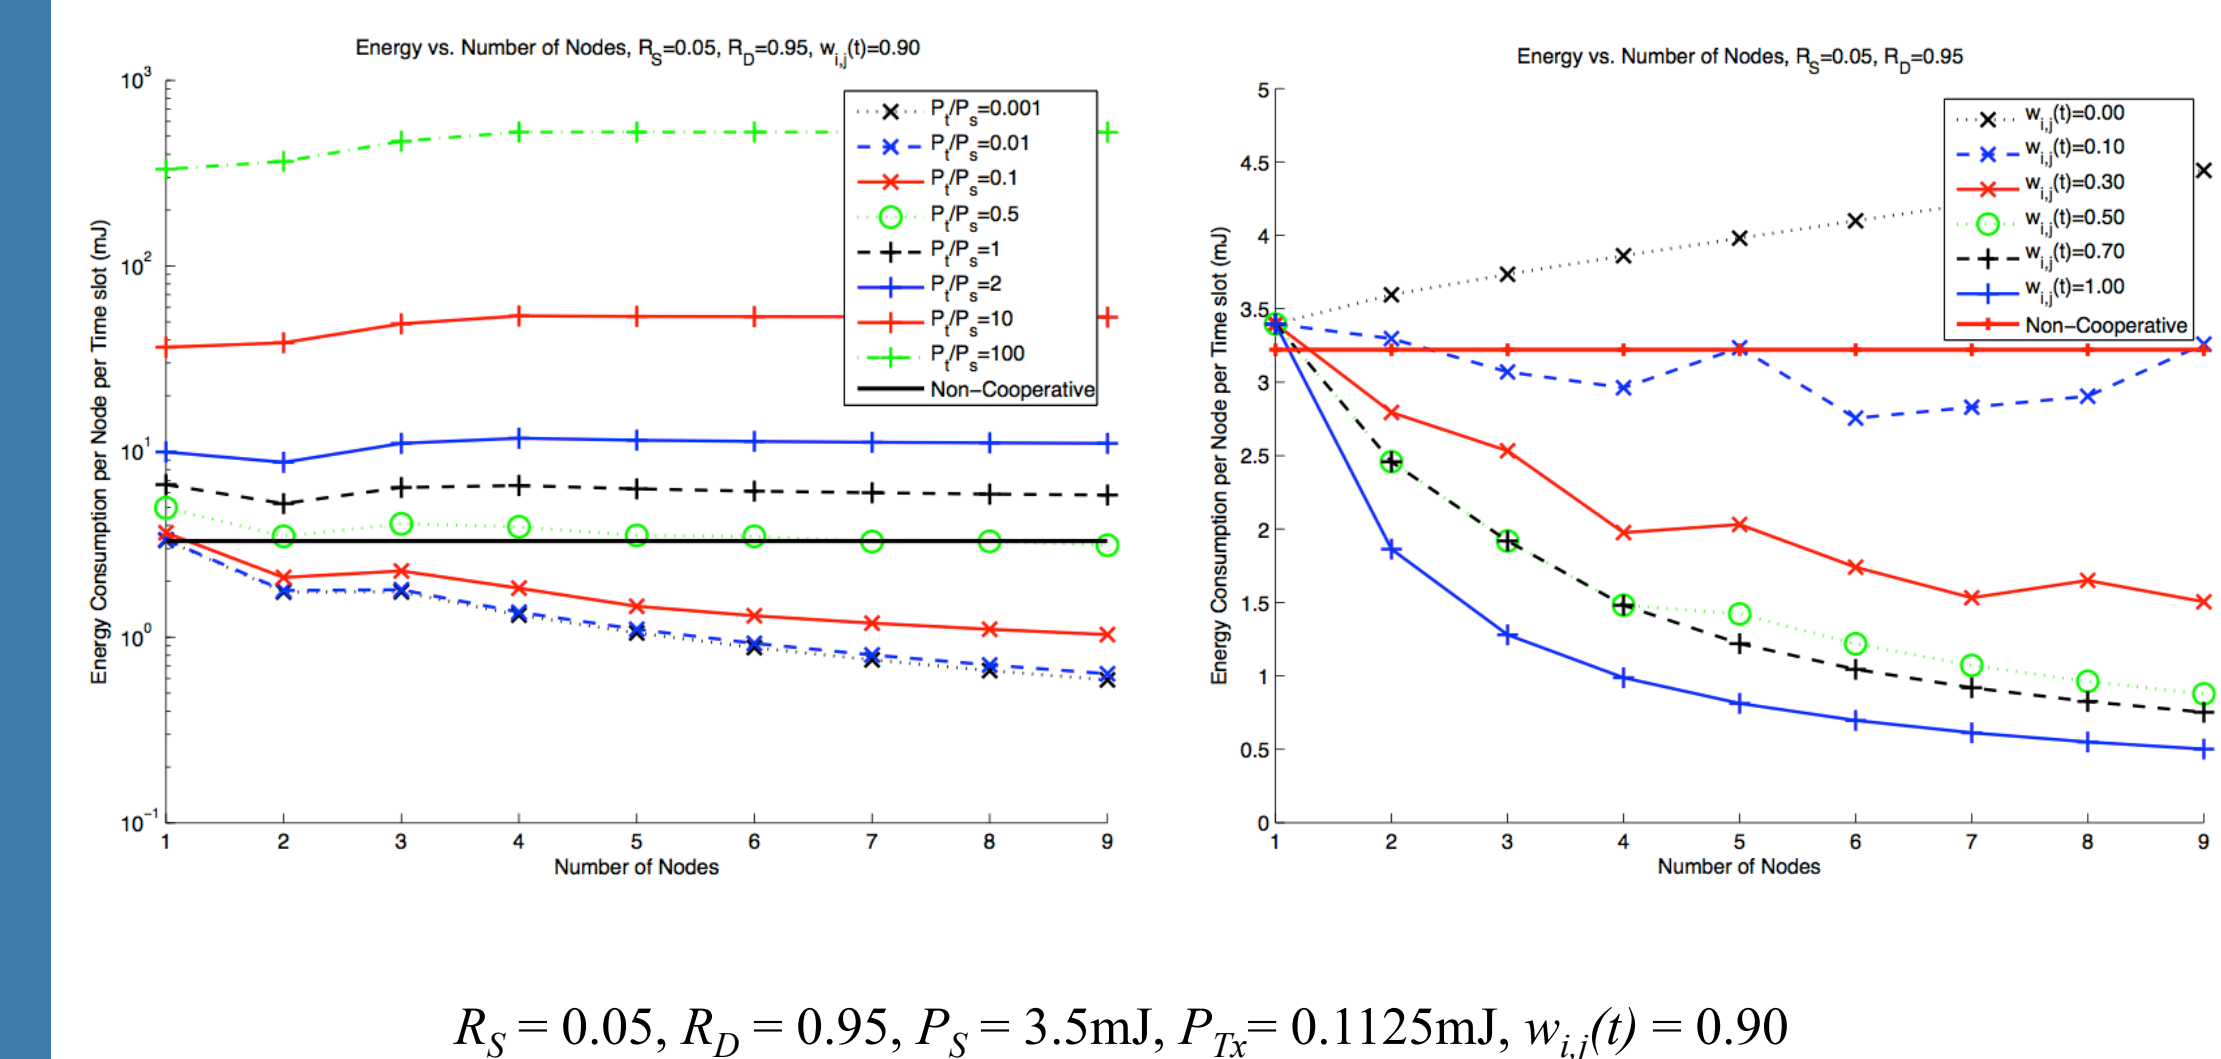 Energy vs. Number of Nodes, R_S=0.05, R_D=0.95, w_i,j(t)=0.90
10^3
10^2
10^1
10^0
10^-1
Energy Consumption per Node per Time slot (mJ)
P_t/P_s=0.001
P_t/P_s=0.01
P_t/P_s=0.1
P_t/P_s=0.5
P_t/P_s=1
P_t/P_s=2
P_t/P_s=10
P_t/P_s=100
Non-Cooperative
1 2 3 4 5 6 7 8 9
Number of Nodes
Energy vs. Number of Nodes, R_S=0.05, R_D=0.95
5
4.5
4
3.5
3
2.5
2
1.5
1
0.5
0
Energy Consumption per Node per Time slot (mJ)
w_i,j(t)=0.00
w_i,j(t)=0.10
w_i,j(t)=0.30
w_i,j(t)=0.50
w_i,j(t)=0.70
w_i,j(t)=1.00
Non-Cooperative
1 2 3 4 5 6 7 8 9
Number of Nodes
R_S = 0.05, R_D = 0.95, P_S = 3.5mJ, P_Tx= 0.1125mJ, w_i,j(t) = 0.90